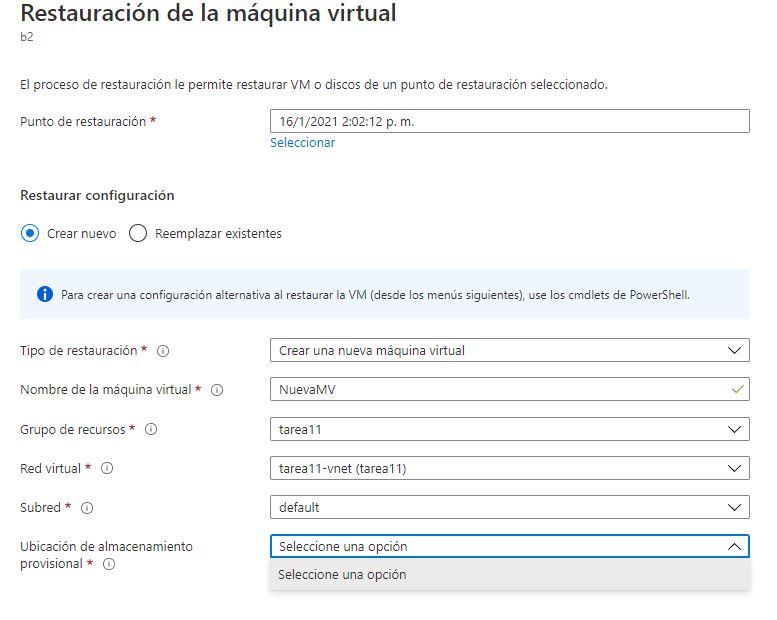 Restauración de la máquina virtual
b2
El proceso de restauración le permite restaurar VM o discos de un punto de restauración seleccionado.
Punto de restauración *
16/1/2021 2:02:12 p. m.
Seleccionar
Restaurar configuración
Crear nuevo
Reemplazar existentes
Para crear una configuración alternativa al restaurar la VM (desde los menús siguientes), use los cmdlets de PowerShell.
Tipo de restauración *
Crear una nueva máquina virtual
Nombre de la máquina virtual *
NuevaMV
Grupo de recursos *
tarea11
Red virtual *
tarea11-vnet (tarea11)
Subred *
default
Ubicación de almacenamiento
provisional *
Seleccione una opción
Seleccione una opción